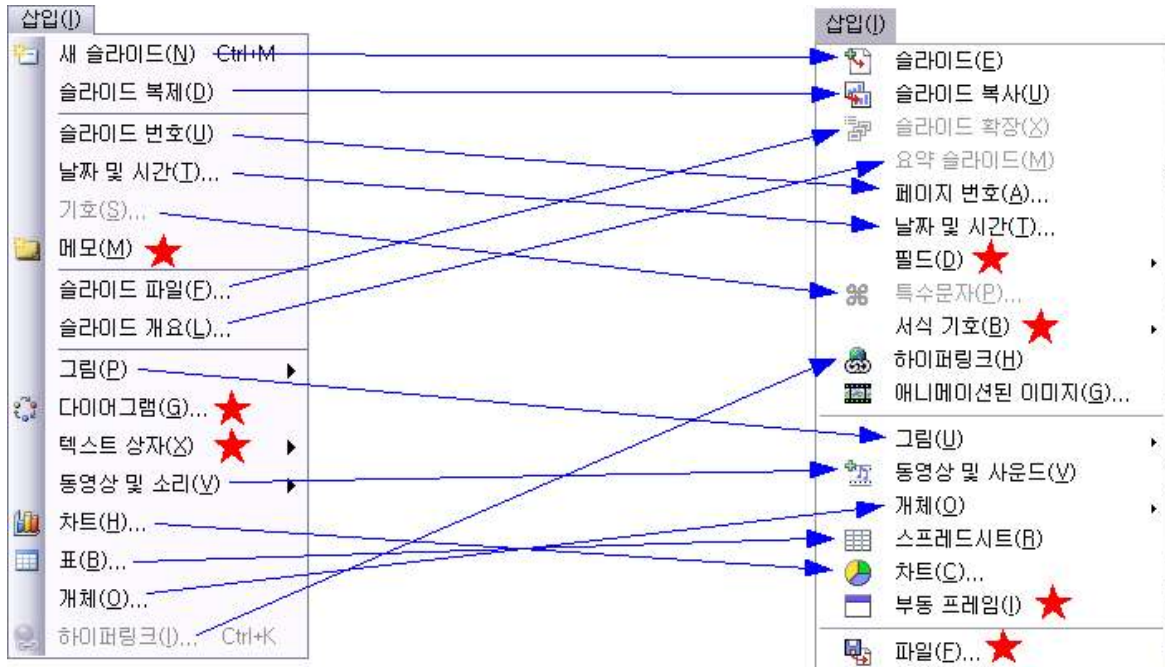 삽입(I)
새 슬라이드(N) Ctrl+M
슬라이드 복제(D)
슬라이드 번호(U)
날짜 및 시간(T)...
기호(S)...
메모(M)
슬라이드 파일(F)...
슬라이드 개요(L)...
그림(P)
다이어그램(G)...
텍스트 상자(X)
동영상 및 소리(V)
차트(H)...
표(B)...
개체(O)...
하이퍼링크(I)... Ctrl+K
삽입(I)
슬라이드(E)
슬라이드 복사(U)
슬라이드 확장(X)
요약 슬라이드(M)
페이지 번호(A)...
날짜 및 시간(T)...
필드(D)
특수문자(P)...
서식 기호(B)
하이퍼링크(H)
애니메이션된 이미지(G)...
그림(U)
동영상 및 사운드(V)
개체(O)
스프레드시트(R)
차트(C)...
부동 프레임(I)
파일(F)...